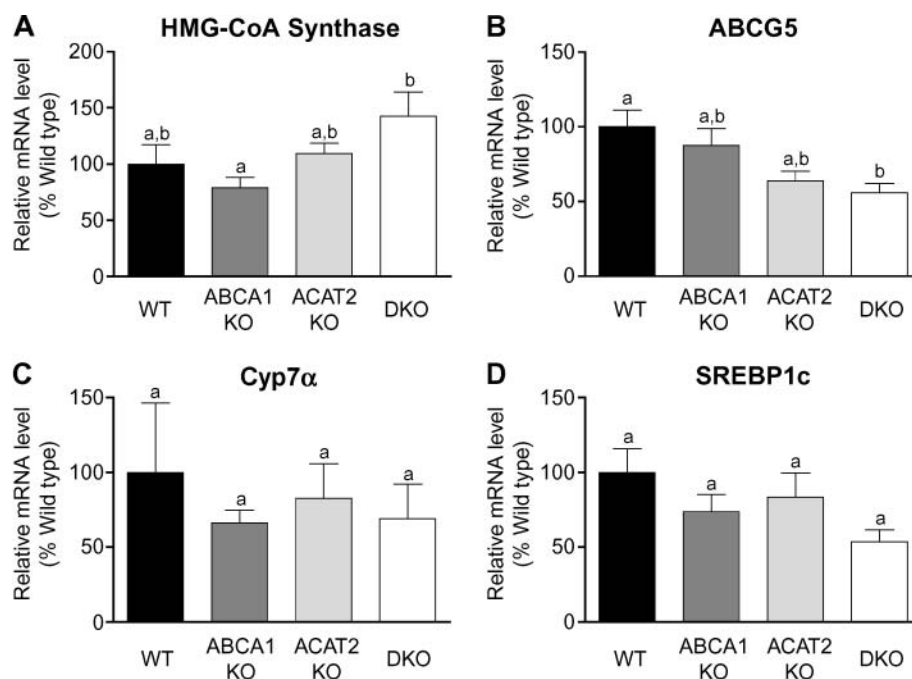 A
HMG-CoA Synthase
Relative mRNA level
(% Wild type)
200
150
100
50
0
a,b
a
a,b
b
WT
ABCA1
KO
ACAT2
KO
DKO
B
ABCG5
Relative mRNA level
(% Wild type)
150
100
50
0
a
a,b
a,b
b
WT
ABCA1
KO
ACAT2
KO
DKO
C
Cyp7α
Relative mRNA level
(% Wild type)
150
100
50
0
a
a
a
a
WT
ABCA1
KO
ACAT2
KO
DKO
D
SREBP1c
Relative mRNA level
(% Wild type)
150
100
50
0
a
a
a
a
WT
ABCA1
KO
ACAT2
KO
DKO